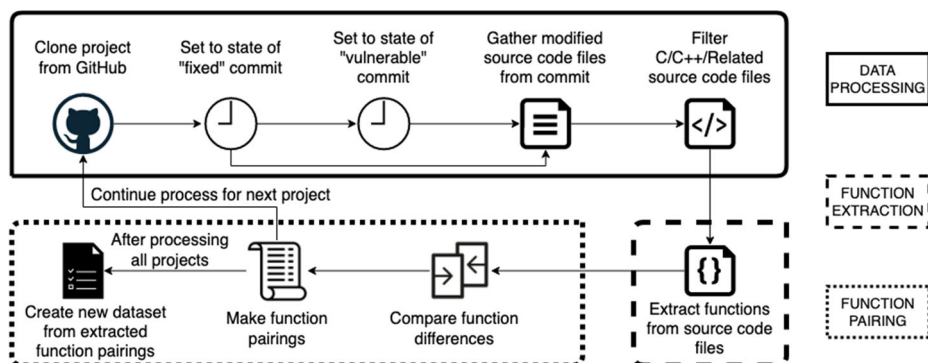 Clone project
from GitHub
Set to state of
"fixed" commit
Set to state of
"vulnerable"
commit
Gather modified
source code files
from commit
Filter
C/C++/Related
source code files
</>
DATA
PROCESSING
Continue process for next project
FUNCTION
EXTRACTION
After processing
all projects
{}
Create new dataset
from extracted
function pairings
Make function
pairings
Compare function
differences
Extract functions
from source code
files
FUNCTION
PAIRING